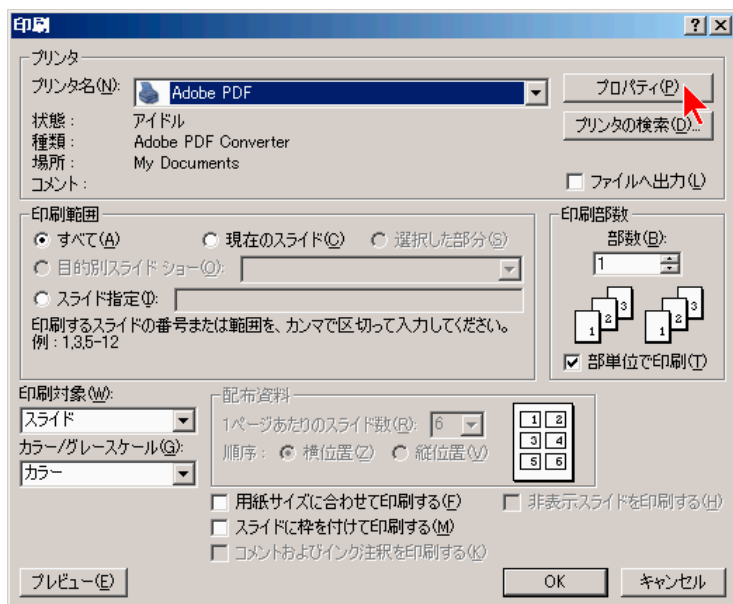 印刷
プリンタ
プリンタ名(N): Adobe PDF プロパティ(P)
状態： アイドル プリンタの検索(D)...
種類： Adobe PDF Converter
場所： My Documents
コメント： ファイルへ出力(L)
印刷範囲
すべて(A) 現在のスライド(C) 選択した部分(S)
目的別スライド ショー(O):
スライド指定(I):
印刷するスライドの番号または範囲を、カンマで区切って入力してください。
例：1,3,5-12
印刷部数
部数(B):
1
1 2 3 1 2 3
部単位で印刷(T)
印刷対象(W):
スライド
カラー/グレースケール(G):
カラー
配布資料
1ページあたりのスライド数(R): 6
順序： 横位置(Z) 縦位置(V)
1 2
3 4
5 6
用紙サイズに合わせて印刷する(F) 非表示スライドを印刷する(H)
スライドに枠を付けて印刷する(M)
コメントおよびインク注釈を印刷する(K)
プレビュー(E) OK キャンセル